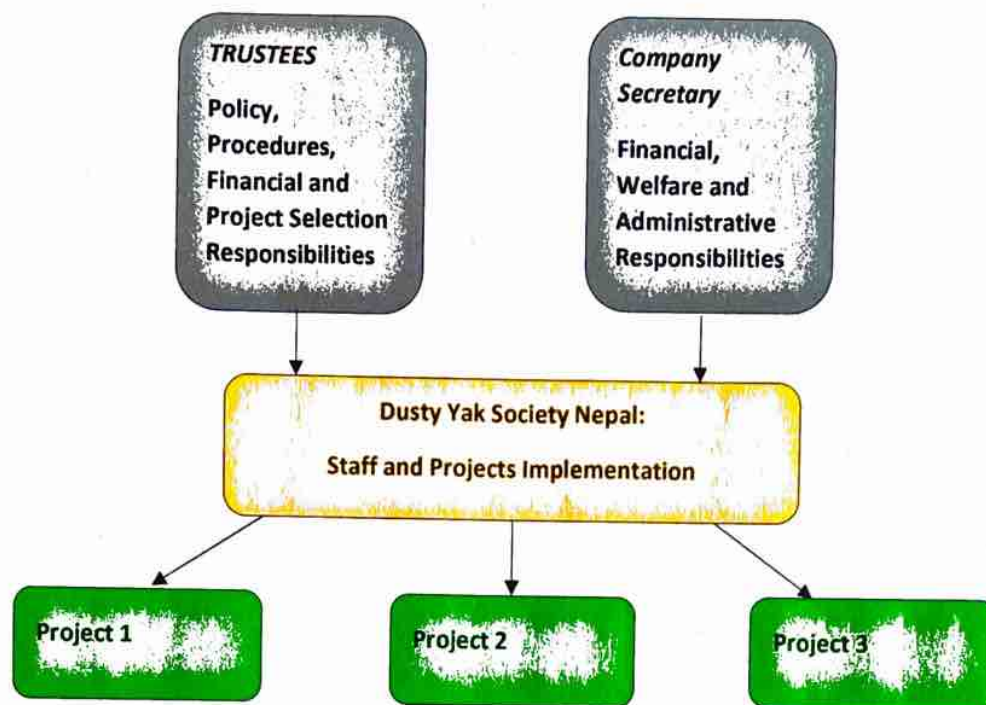 TRUSTEES
Policy,
Procedures,
Financial and
Project Selection
Responsibilities
Company
Secretary
Financial,
Welfare and
Administrative
Responsibilities
Dusty Yak Society Nepal:
Staff and Projects Implementation
Project 1
Project 2
Project 3